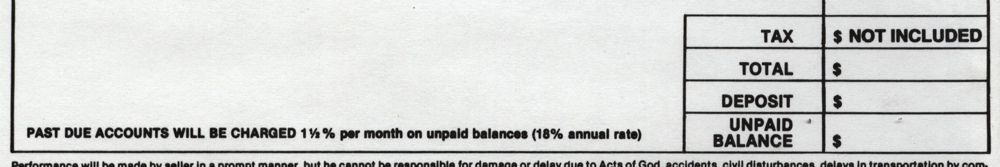 TAX $ NOT INCLUDED
TOTAL $
DEPOSIT $
UNPAID
BALANCE $
PAST DUE ACCOUNTS WILL BE CHARGED 1½% per month on unpaid balances (18% annual rate)
Performance will be made by seller in a prompt manner, but he cannot be responsible for damage or delay due to Acts of God, accidents, civil disturbances, delays in transportation by com-